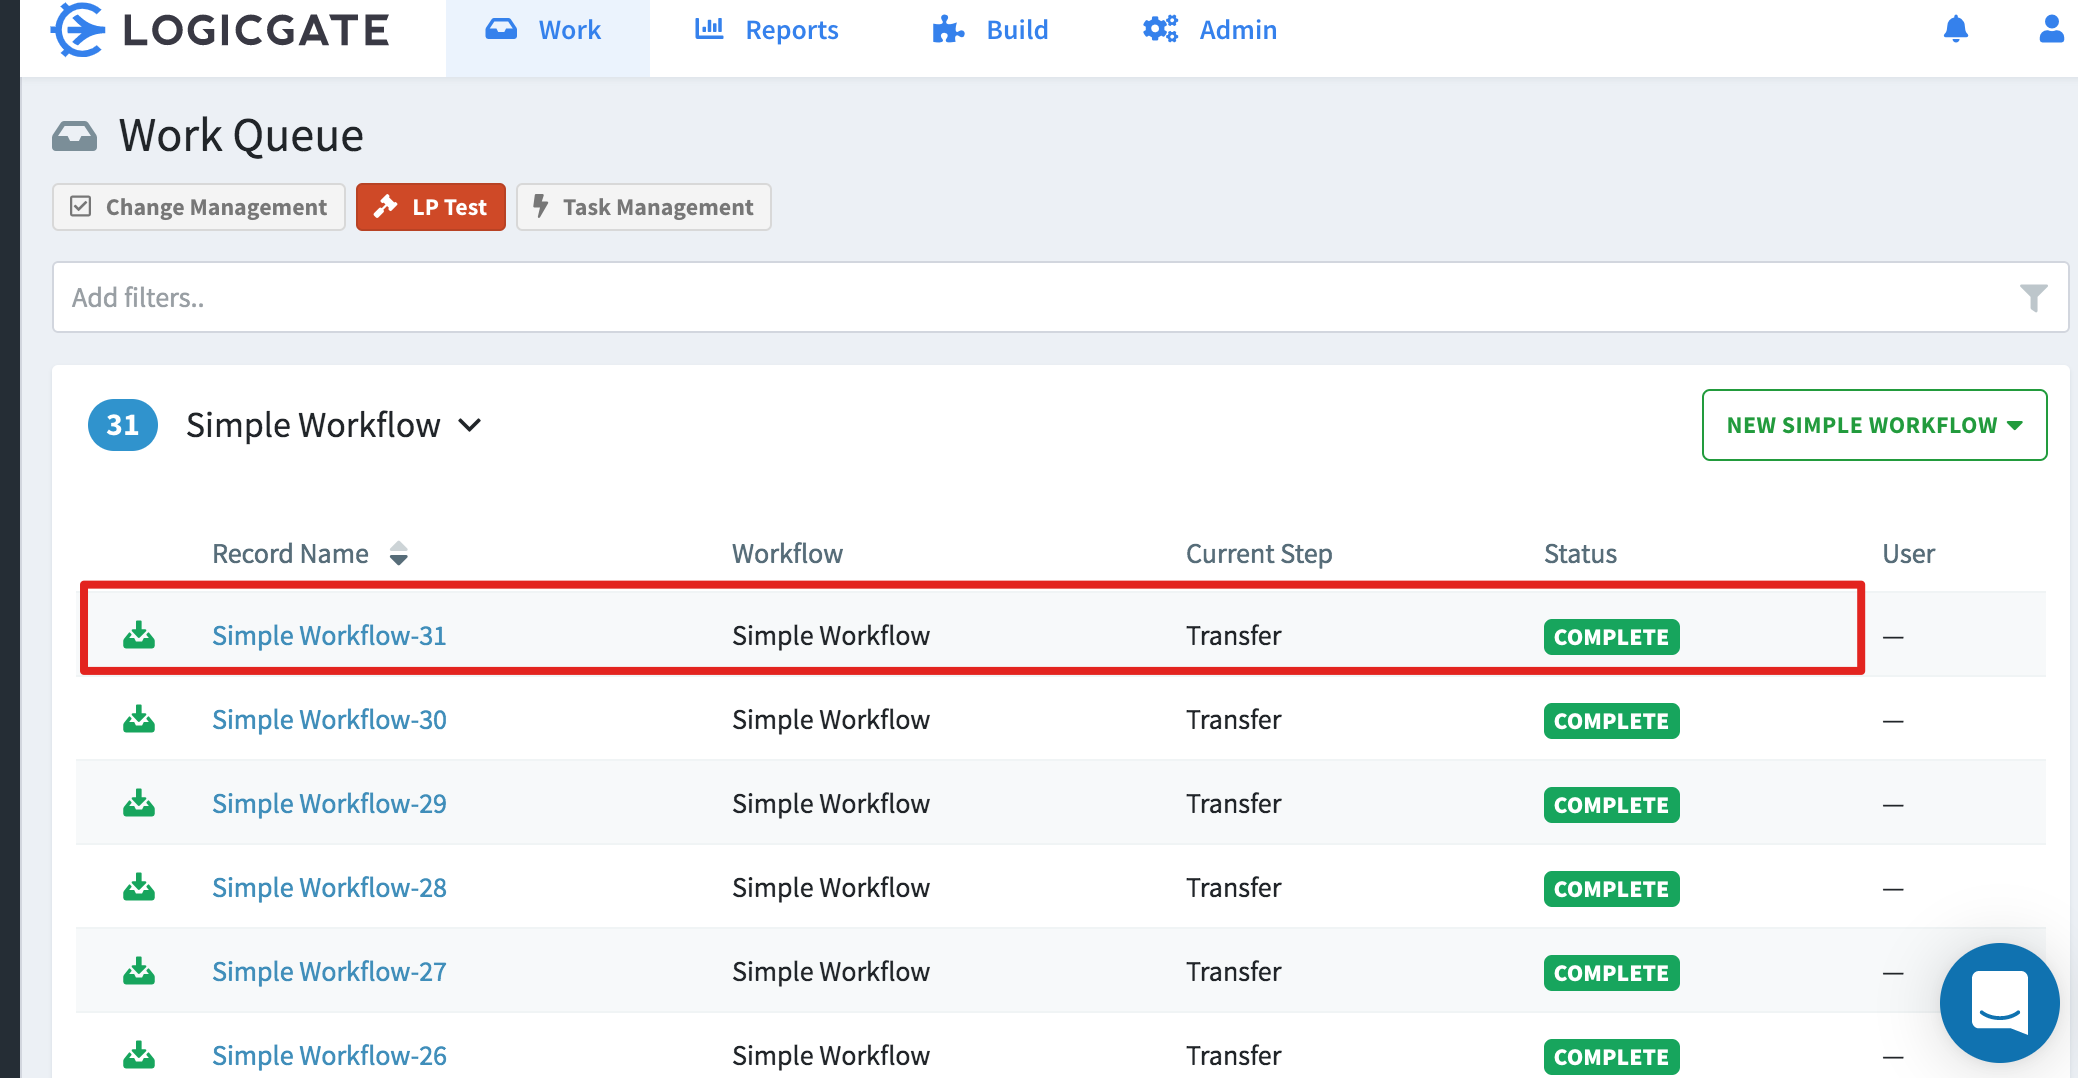 LOGICGATE Work Reports Build Admin
Work Queue
Change Management LP Test Task Management
Add filters..
31 Simple Workflow NEW SIMPLE WORKFLOW
Record Name Workflow Current Step Status User
Simple Workflow-31 Simple Workflow Transfer COMPLETE —
Simple Workflow-30 Simple Workflow Transfer COMPLETE —
Simple Workflow-29 Simple Workflow Transfer COMPLETE —
Simple Workflow-28 Simple Workflow Transfer COMPLETE —
Simple Workflow-27 Simple Workflow Transfer COMPLETE —
Simple Workflow-26 Simple Workflow Transfer COMPLETE —